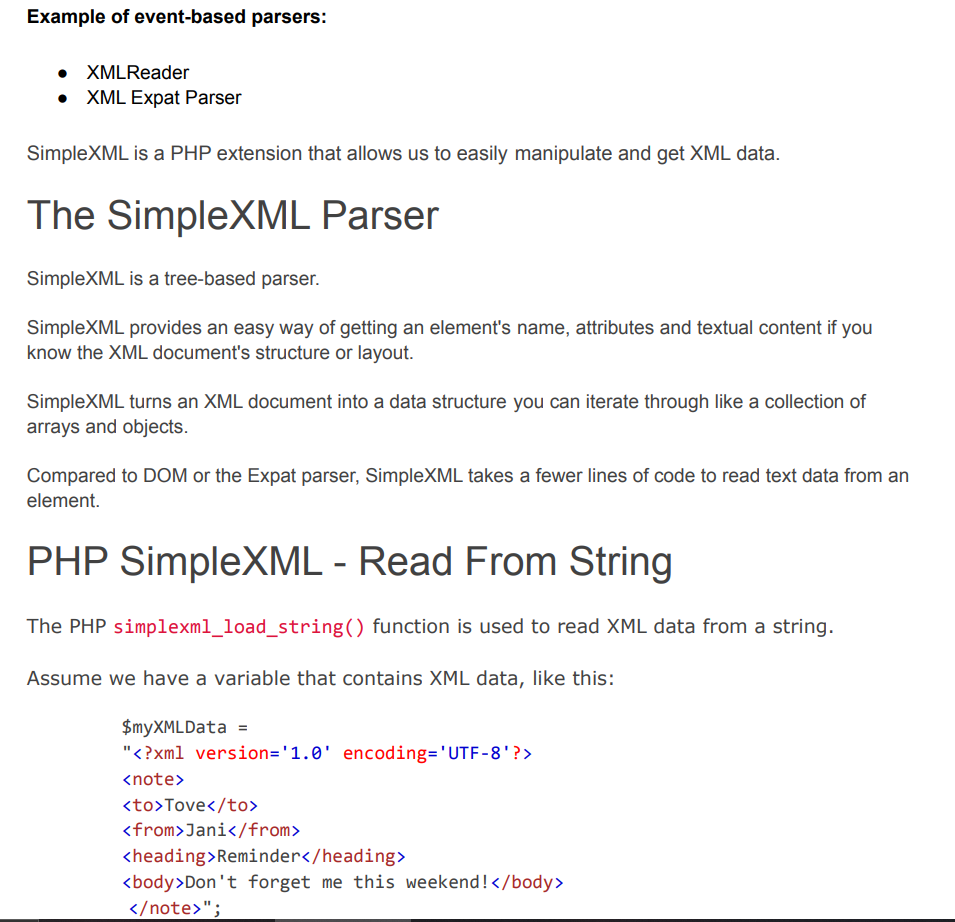 Example of event-based parsers:
● XMLReader
● XML Expat Parser
SimpleXML is a PHP extension that allows us to easily manipulate and get XML data.
The SimpleXML Parser
SimpleXML is a tree-based parser.
SimpleXML provides an easy way of getting an element's name, attributes and textual content if you
know the XML document's structure or layout.
SimpleXML turns an XML document into a data structure you can iterate through like a collection of
arrays and objects.
Compared to DOM or the Expat parser, SimpleXML takes a fewer lines of code to read text data from an
element.
PHP SimpleXML - Read From String
The PHP simplexml_load_string() function is used to read XML data from a string.
Assume we have a variable that contains XML data, like this:
$myXMLData =
"<?xml version='1.0' encoding='UTF-8'?>
<note>
<to>Tove</to>
<from>Jani</from>
<heading>Reminder</heading>
<body>Don't forget me this weekend!</body>
</note>";